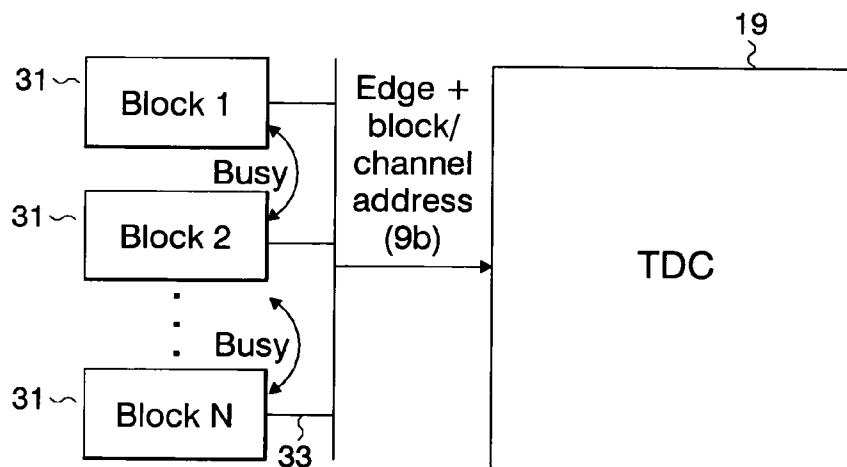 19
31
Block 1
Edge +
block/
channel
address
(9b)
Busy
31
Block 2
TDC
Busy
31
Block N
33